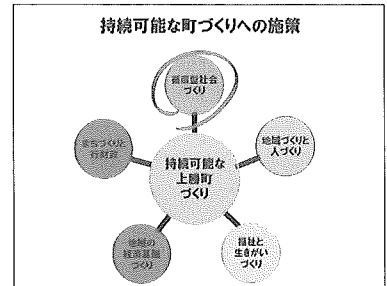 持続可能な町づくりへの施策
循環型社会
づくり
地域づくりと
人づくり
持続可能な
上勝町
づくり
福祉と
生きがい
づくり
地域の
経済基盤
づくり
まちづくりと
行財政